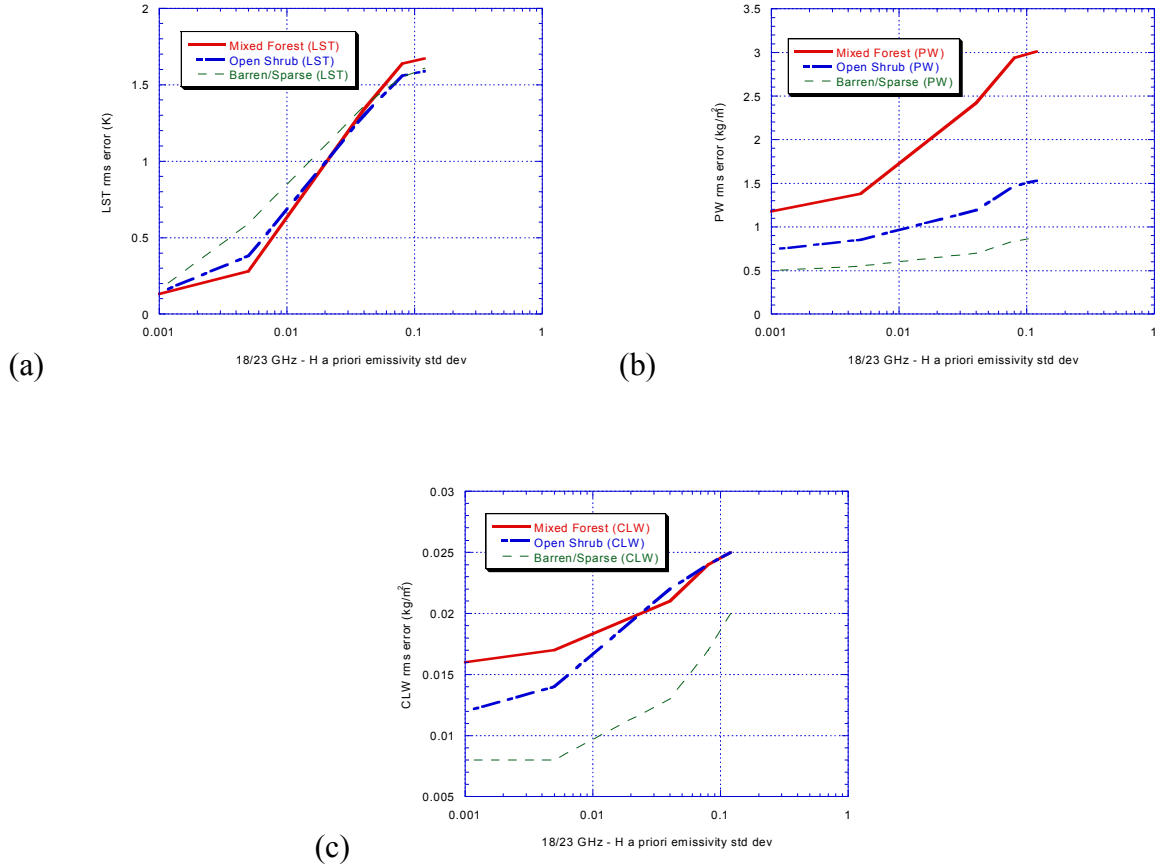 2
1.5
1
0.5
0
LST rms error (K)
Mixed Forest (LST)
Open Shrub (LST)
Barren/Sparse (LST)
0.001
0.01
0.1
1
18/23 GHz - H a priori emissivity std dev
(a)
3.5
3
2.5
2
1.5
1
0.5
0
PW rms error (kg/m²)
Mixed Forest (PW)
Open Shrub (PW)
Barren/Sparse (PW)
0.001
0.01
0.1
1
18/23 GHz - H a priori emissivity std dev
(b)
0.03
0.025
0.02
0.015
0.01
0.005
CLW rms error (kg/m²)
Mixed Forest (CLW)
Open Shrub (CLW)
Barren/Sparse (CLW)
0.001
0.01
0.1
1
18/23 GHz - H a priori emissivity std dev
(c)